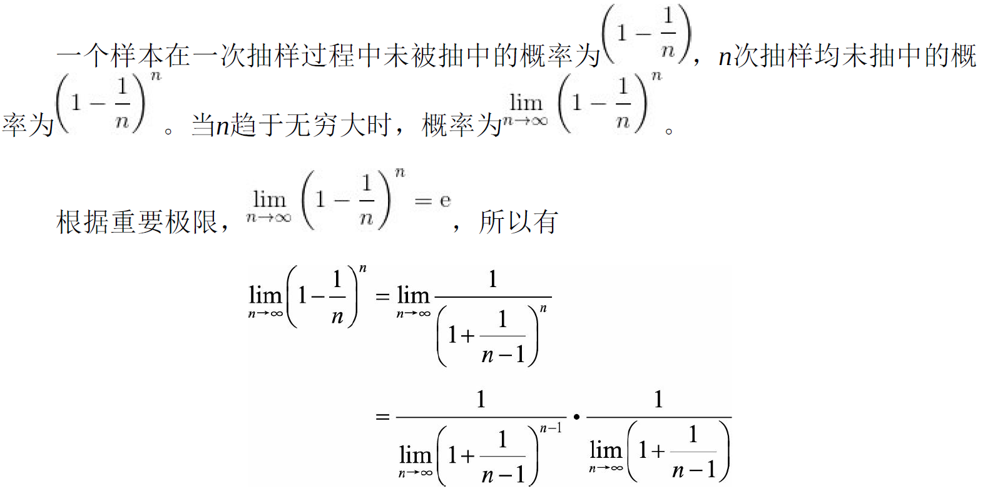 一个样本在一次抽样过程中未被抽中的概率为$\left(1-\frac{1}{n}\right)$，n次抽样均未抽中的概
率为$\left(1-\frac{1}{n}\right)^n$。当n趋于无穷大时，概率为$\lim_{n\to\infty}\left(1-\frac{1}{n}\right)^n$。
根据重要极限，$\lim_{n\to\infty}\left(1-\frac{1}{n}\right)^n=\mathrm{e}$，所以有
$\lim_{n\to\infty}\left(1-\frac{1}{n}\right)^n=\lim_{n\to\infty}\frac{1}{\left(1+\frac{1}{n-1}\right)^n}$
$=\frac{1}{\lim_{n\to\infty}\left(1+\frac{1}{n-1}\right)^{n-1}}\bullet\frac{1}{\lim_{n\to\infty}\left(1+\frac{1}{n-1}\right)}$